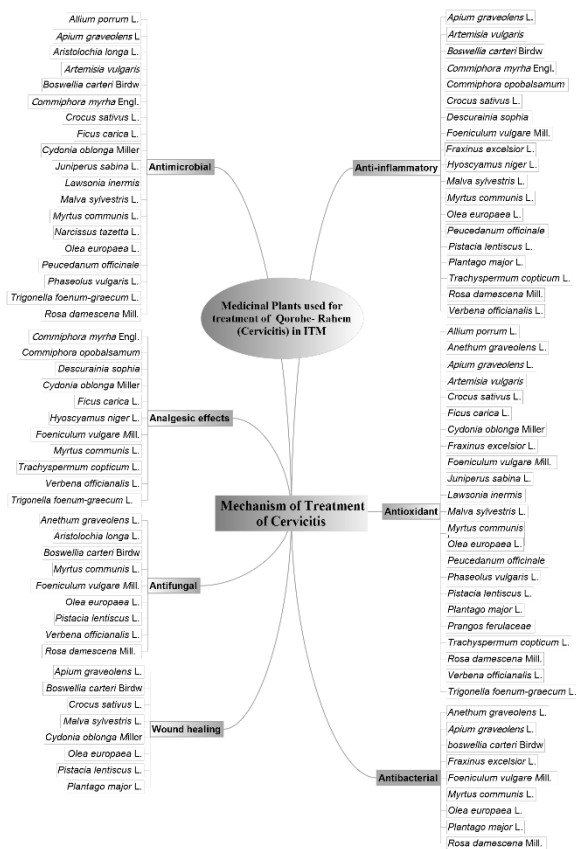 Allium porrum L.
Apium graveolens L.
Aristolochia longa L.
Artemisia vulgaris
Boswellia carteri Birdw
Commiphora myrha Engl.
Crocus sativus L.
Ficus carica L.
Cydonia oblonga Miller
Juniperus sabina L.
Lawsonia inermis
Malva sylvestris L.
Myrtus communis L.
Narcissus tazetta L.
Olea europaea L.
Peucedanum officinale
Phaseolus vulgaris L.
Trigonella foenum-graecum L.
Rosa damescena Mill.
Antimicrobial
Commiphora myrha Engl.
Commiphora opobalsamum
Descurainia sophia
Cydonia oblonga Miller
Ficus carica L.
Hyoscyamus niger L.
Foeniculum vulgare Mill.
Myrtus communis L.
Trachyspermum copticum L.
Verbena officianalis L.
Trigonella foenum-graecum L.
Analgesic effects
Anethum graveolens L.
Aristolochia longa L.
Boswellia carteri Birdw
Myrtus communis L.
Foeniculum vulgare Mill.
Olea europaea L.
Pistacia lentiscus L.
Verbena officianalis L.
Rosa damescena Mill.
Antifungal
Apium graveolens L.
Boswellia carteri Birdw
Crocus sativus L.
Malva sylvestris L.
Cydonia oblonga Miller
Olea europaea L.
Pistacia lentiscus L.
Plantago major L.
Wound healing
Medicinal Plants used for
treatment of Qorohe- Rahem
(Cervicitis) in ITM
Mechanism of Treatment
of Cervicitis
Anti-inflammatory
Apium graveolens L.
Artemisia vulgaris
Boswellia carteri Birdw
Commiphora myrha Engl.
Commiphora opobalsamum
Crocus sativus L.
Descurainia sophia
Foeniculum vulgare Mill.
Fraxinus excelsior L.
Hyoscyamus niger L.
Malva sylvestris L.
Myrtus communis L.
Olea europaea L.
Peucedanum officinale
Pistacia lentiscus L.
Plantago major L.
Trachyspermum copticum L.
Rosa damescena Mill.
Verbena officianalis L.
Antioxidant
Allium porrum L.
Anethum graveolens L.
Apium graveolens L.
Artemisia vulgaris
Crocus sativus L.
Ficus carica L.
Cydonia oblonga Miller
Fraxinus excelsior L.
Foeniculum vulgare Mill.
Juniperus sabina L.
Lawsonia inermis
Malva sylvestris L.
Myrtus communis
Olea europaea L.
Peucedanum officinale
Phaseolus vulgaris L.
Pistacia lentiscus L.
Plantago major L.
Prangos ferulaceae
Trachyspermum copticum L.
Rosa damescena Mill.
Verbena officianalis L.
Trigonella foenum-graecum L.
Antibacterial
Anethum graveolens L.
Apium graveolens L.
boswellia carteri Birdw
Fraxinus excelsior L.
Foeniculum vulgare Mill.
Myrtus communis L.
Olea europaea L.
Plantago major L.
Rosa damescena Mill.